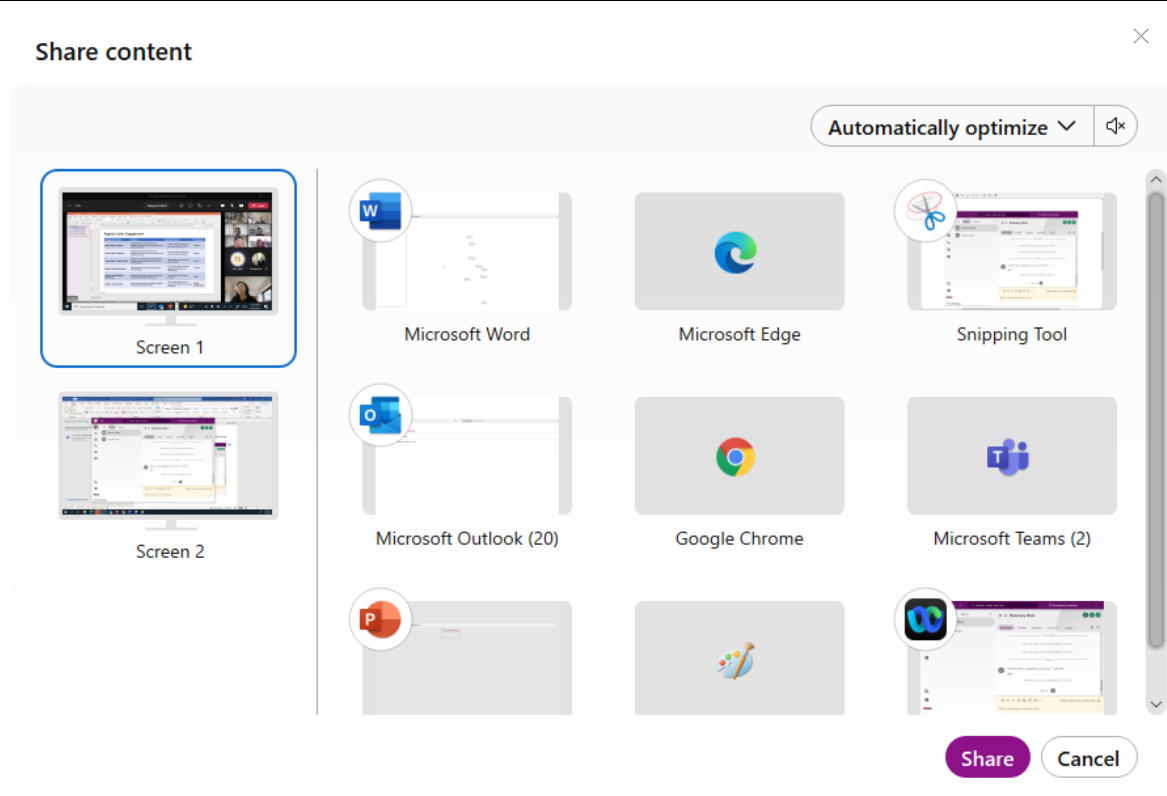 Share content
Automatically optimize
Screen 1
Screen 2
Microsoft Word
Microsoft Edge
Snipping Tool
Microsoft Outlook (20)
Google Chrome
Microsoft Teams (2)
Share
Cancel